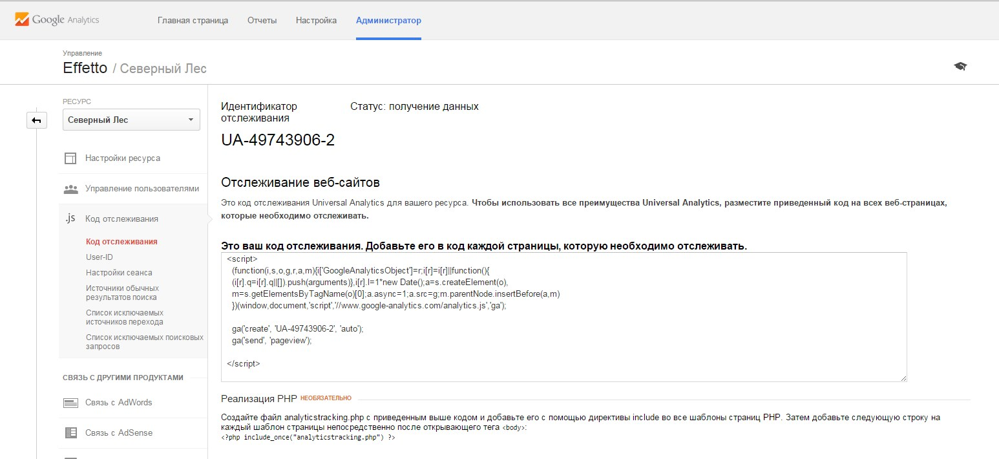 Google Analytics
Главная страница
Отчеты
Настройка
Администратор
Управление
Effetto / Северный Лес
РЕСУРС
Северный Лес
Настройки ресурса
Управление пользователями
.js Код отслеживания
Код отслеживания
User-ID
Настройки сеанса
Источники обычных
результатов поиска
Список исключаемых
источников перехода
Список исключаемых поисковых
запросов
СВЯЗЬ С ДРУГИМИ ПРОДУКТАМИ
Связь с AdWords
Связь с AdSense
Идентификатор
отслеживания
Статус: получение данных
UA-49743906-2
Отслеживание веб-сайтов
Это код отслеживания Universal Analytics для вашего ресурса. Чтобы использовать все преимущества Universal Analytics, разместите приведенный код на всех веб-страницах,
которые необходимо отслеживать.
Это ваш код отслеживания. Добавьте его в код каждой страницы, которую необходимо отслеживать.
<script>
(function(i,s,o,g,r,a,m){i['GoogleAnalyticsObject']=r;i[r]=i[r]||function(){
(i[r].q=i[r].q||[]).push(arguments)},i[r].l=1*new Date();a=s.createElement(o),
m=s.getElementsByTagName(o)[0];a.async=1;a.src=g;m.parentNode.insertBefore(a,m)
})(window,document,'script','//www.google-analytics.com/analytics.js','ga');
ga('create', 'UA-49743906-2', 'auto');
ga('send', 'pageview');
</script>
Реализация PHP НЕОБЯЗАТЕЛЬНО
Создайте файл analyticstracking.php с приведенным выше кодом и добавьте его с помощью директивы include во все шаблоны страниц PHP. Затем добавьте следующую строку на
каждый шаблон страницы непосредственно после открывающего тега <body>:
<?php include_once("analyticstracking.php") ?>